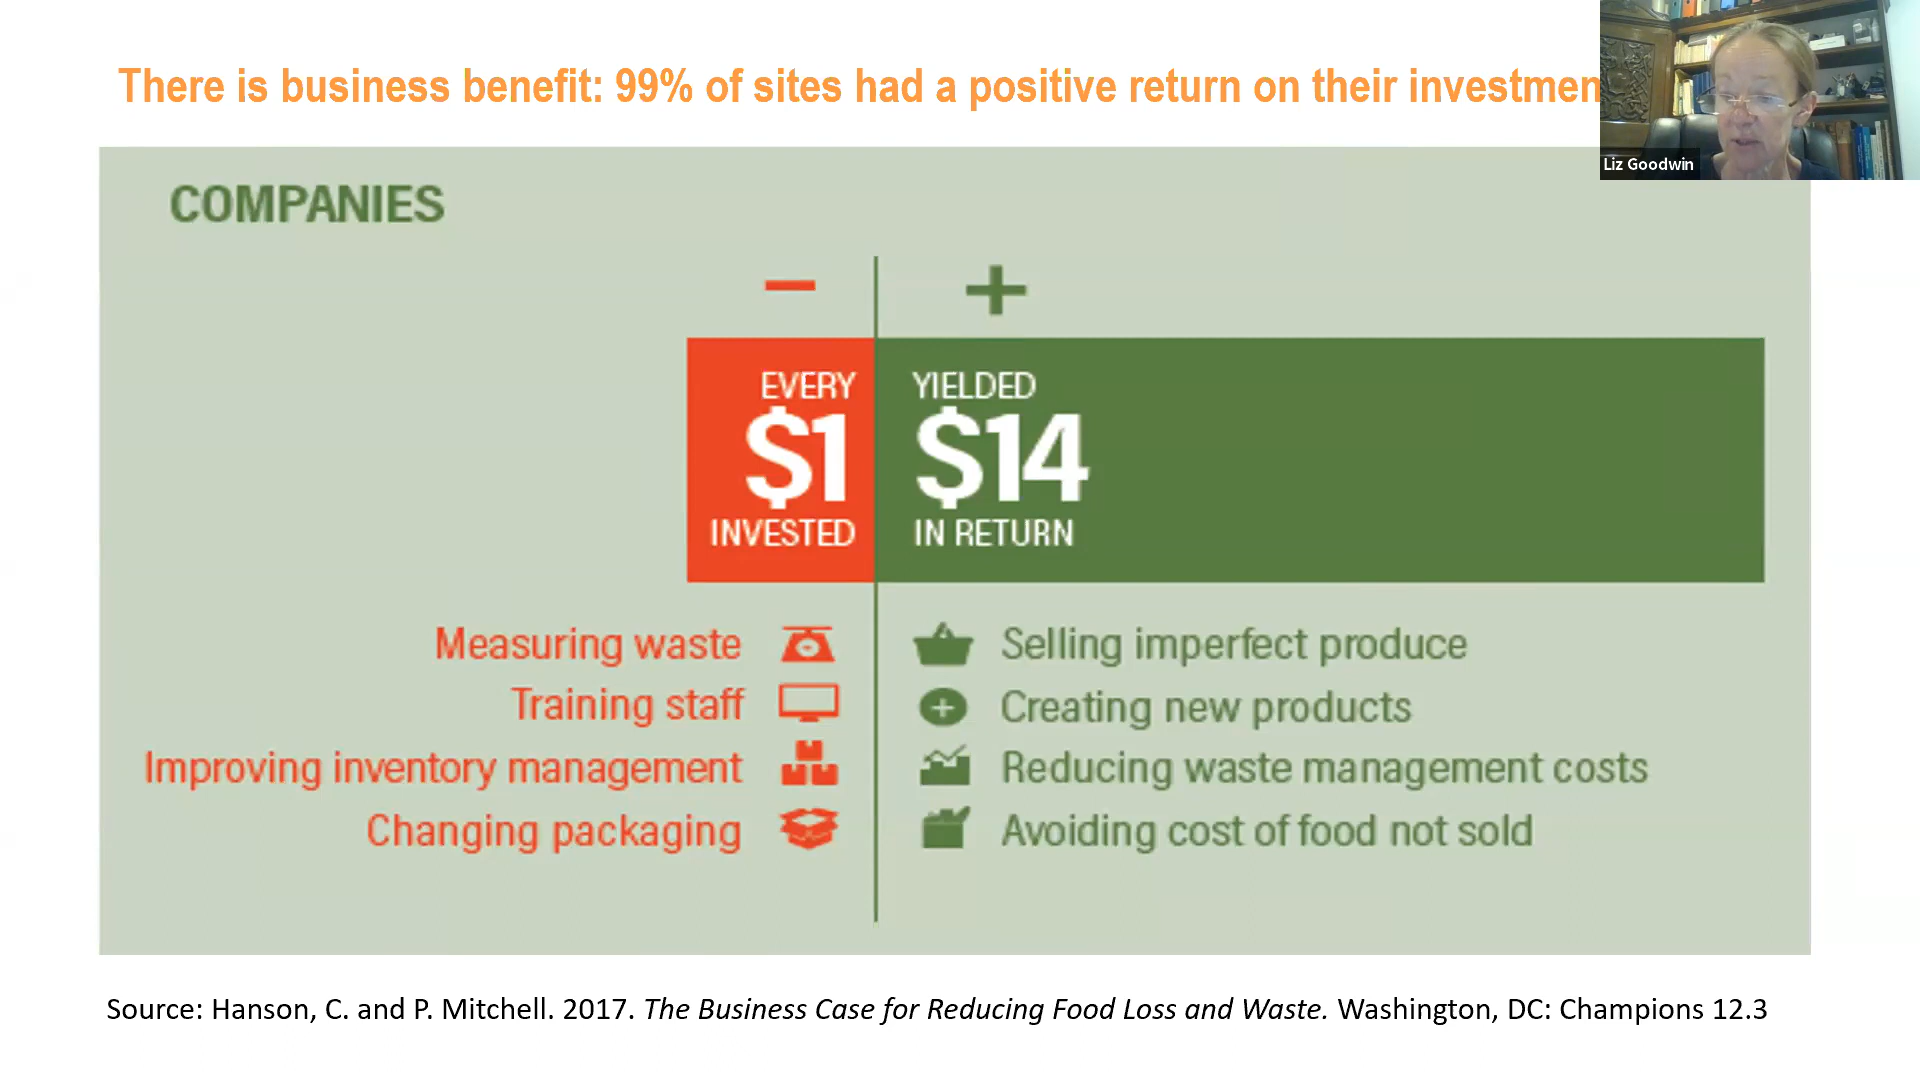 There is business benefit: 99% of sites had a positive return on their investmen
Liz Goodwin
COMPANIES
EVERY
$1
INVESTED
YIELDED
$14
IN RETURN
Measuring waste
Training staff
Improving inventory management
Changing packaging
Selling imperfect produce
Creating new products
Reducing waste management costs
Avoiding cost of food not sold
Source: Hanson, C. and P. Mitchell. 2017. The Business Case for Reducing Food Loss and Waste. Washington, DC: Champions 12.3